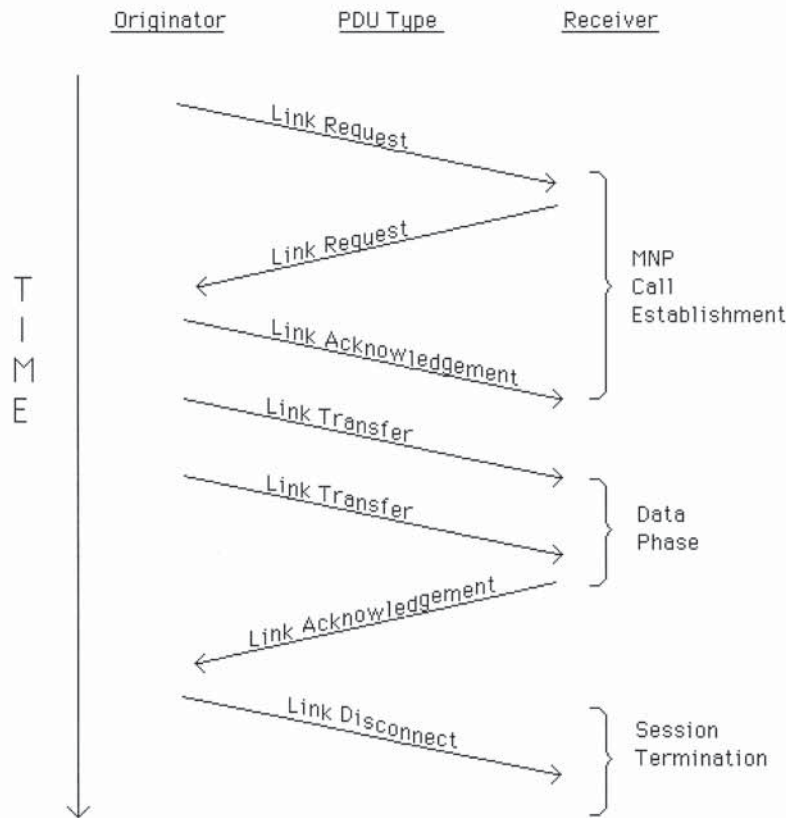 Originator PDU Type Receiver
Link Request
Link Request
MNP
Call
Establishment
TIME
Link Acknowledgement
Link Transfer
Link Transfer
Data
Phase
Link Acknowledgement
Link Disconnect
Session
Termination